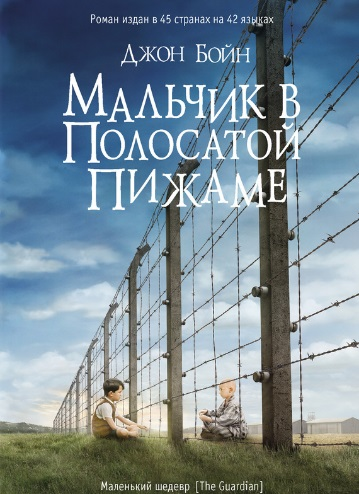 Роман издан в 45 странах на 42 языках
Джон Бойн
Мальчик в
Полосатой
Пижаме
Маленький шедевр [The Guardian]